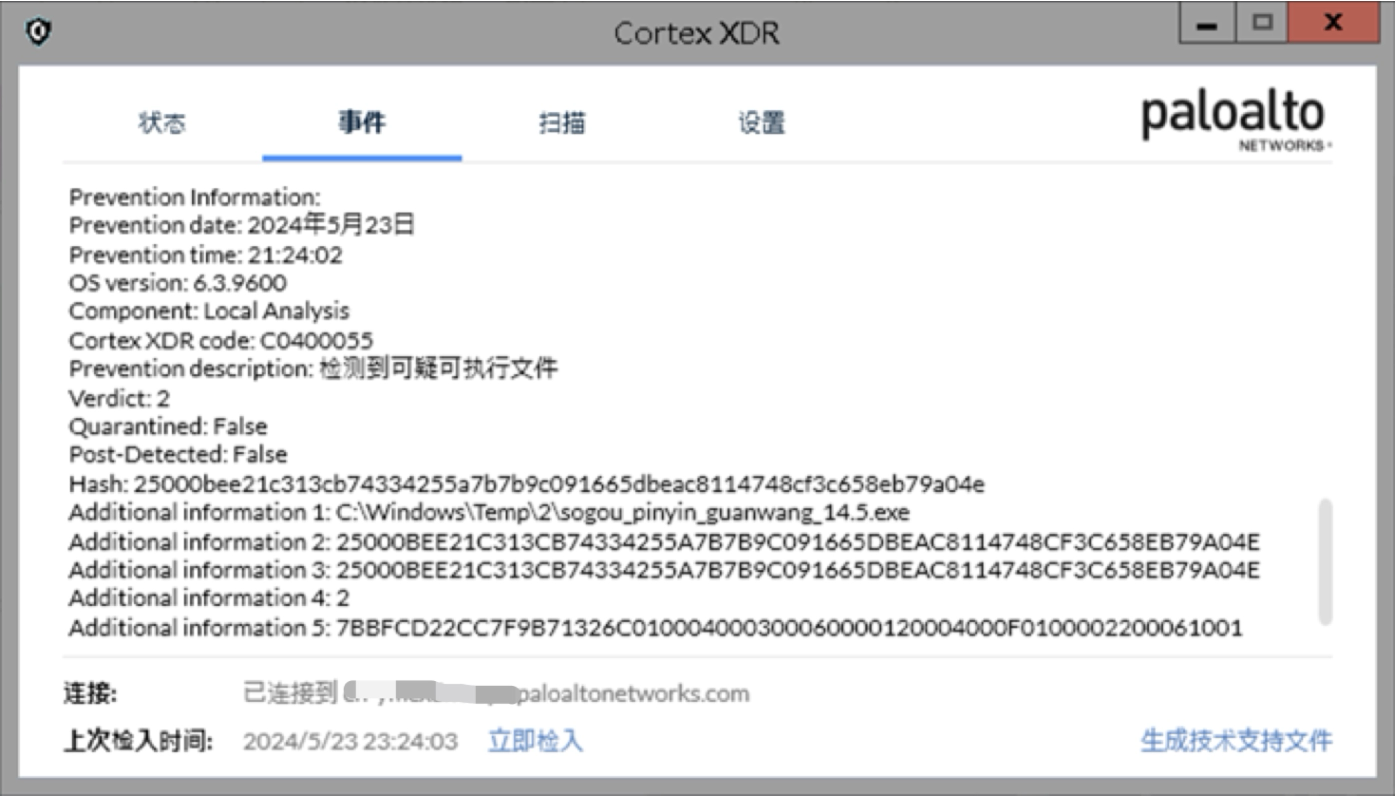 Cortex XDR
状态 事件 扫描 设置
paloalto
NETWORKS
Prevention Information:
Prevention date: 2024年5月23日
Prevention time: 21:24:02
OS version: 6.3.9600
Component: Local Analysis
Cortex XDR code: C0400055
Prevention description: 检测到可疑可执行文件
Verdict: 2
Quarantined: False
Post-Detected: False
Hash: 25000bee21c313cb74334255a7b7b9c091665dbeac8114748cf3c658eb79a04e
Additional information 1: C:\Windows\Temp\2\sogou_pinyin_guanwang_14.5.exe
Additional information 2: 25000BEE21C313CB74334255A7B7B9C091665DBEAC8114748CF3C658EB79A04E
Additional information 3: 25000BEE21C313CB74334255A7B7B9C091665DBEAC8114748CF3C658EB79A04E
Additional information 4: 2
Additional information 5: 7BBFCD22CC7F9B71326C010004000300060000120004000F0100002200061001
连接: 已连接到 paloaltonetworks.com
上次检入时间: 2024/5/23 23:24:03 立即检入
生成技术支持文件